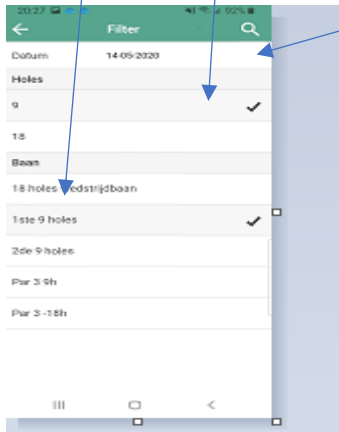 20:27 92%
Filter
Datum 14-05-2020
Holes
9
18
Baan
18 holes wedstrijdbaan
1ste 9 holes
2de 9 holes
Par 3 9h
Par 3 -18h